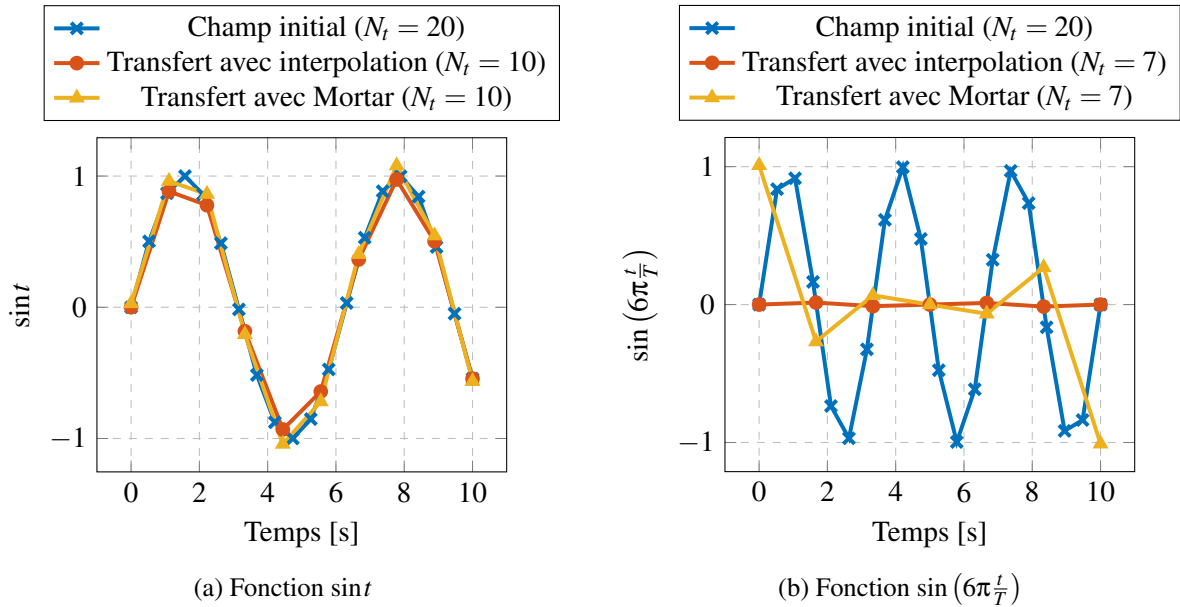 Champ initial (N_t = 20)
Transfert avec interpolation (N_t = 10)
Transfert avec Mortar (N_t = 10)
1
0
−1
sin t
0 2 4 6 8 10
Temps [s]
(a) Fonction sin t
Champ initial (N_t = 20)
Transfert avec interpolation (N_t = 7)
Transfert avec Mortar (N_t = 7)
1
0
−1
sin (6π t/T)
0 2 4 6 8 10
Temps [s]
(b) Fonction sin (6π t/T)